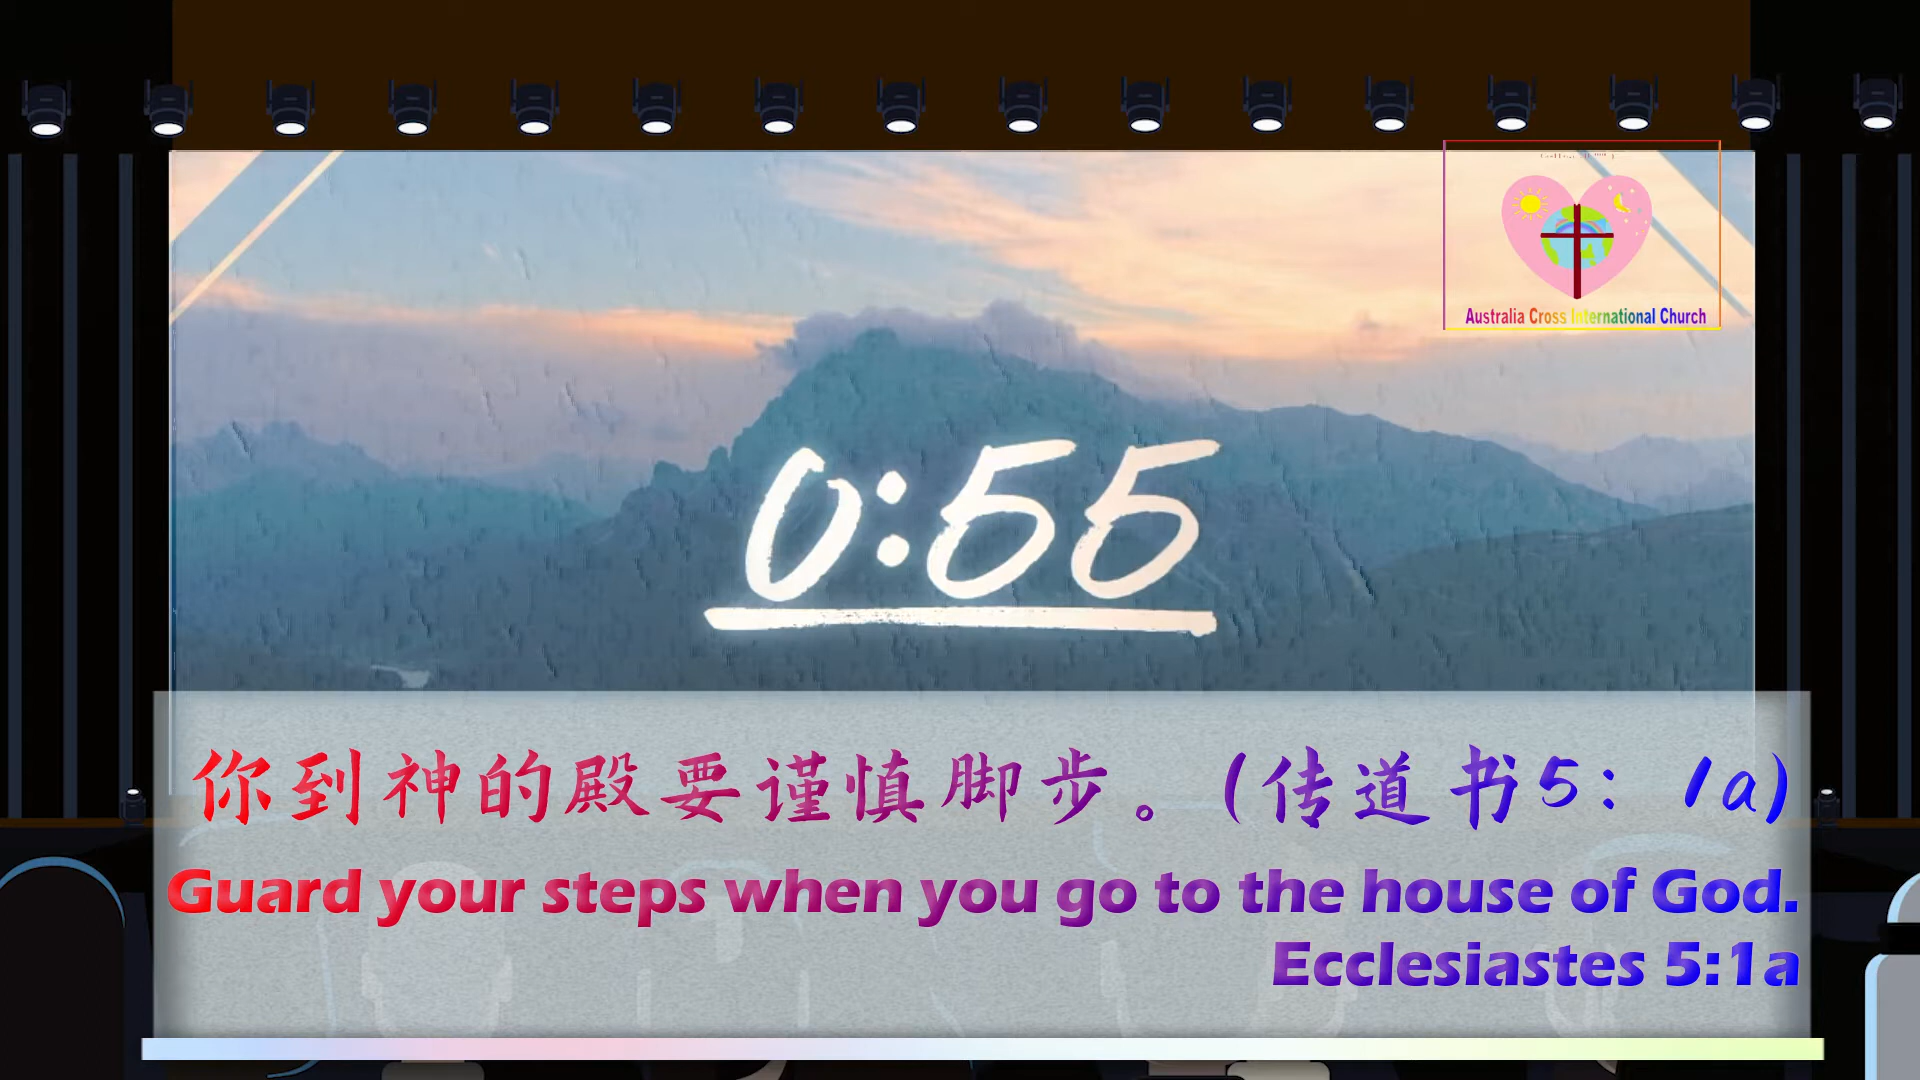 Australia Cross International Church
0:55
你到神的殿要谨慎脚步。(传道书5：1a)
Guard your steps when you go to the house of God.
Ecclesiastes 5:1a